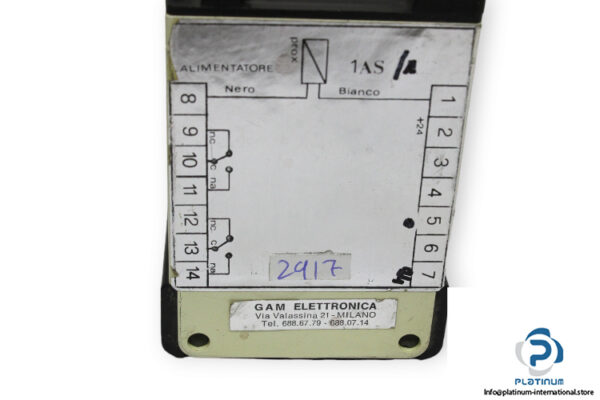 ALIMENTATORE
prox
1AS /1
Nero
Bianco
8
9
10
11
12
13
14
nc
c
na
nc
c
na
1
2
3
4
5
6
7
+24
2917
GAM ELETTRONICA
Via Valassina 21 - MILANO
Tel. 688.67.79 - 688.07.14
PLATINUM
Info@platinum-international.store